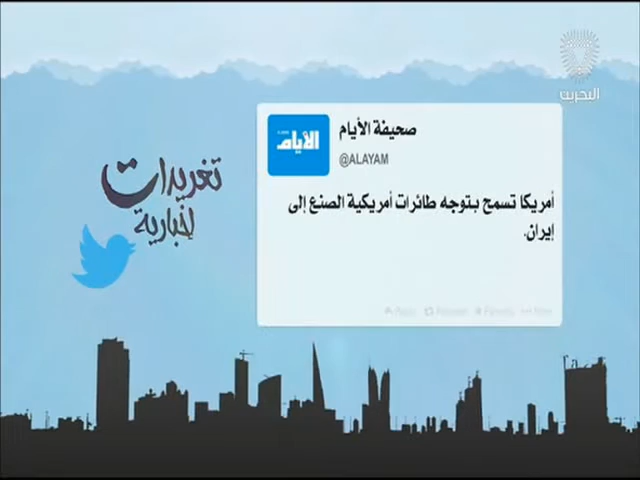 البحرين
الأيام
صحيفة الأيام
@ALAYAM
تغريدات
إخبارية
أمريكا تسمح بتوجه طائرات أمريكية الصنع إلى
إيران.